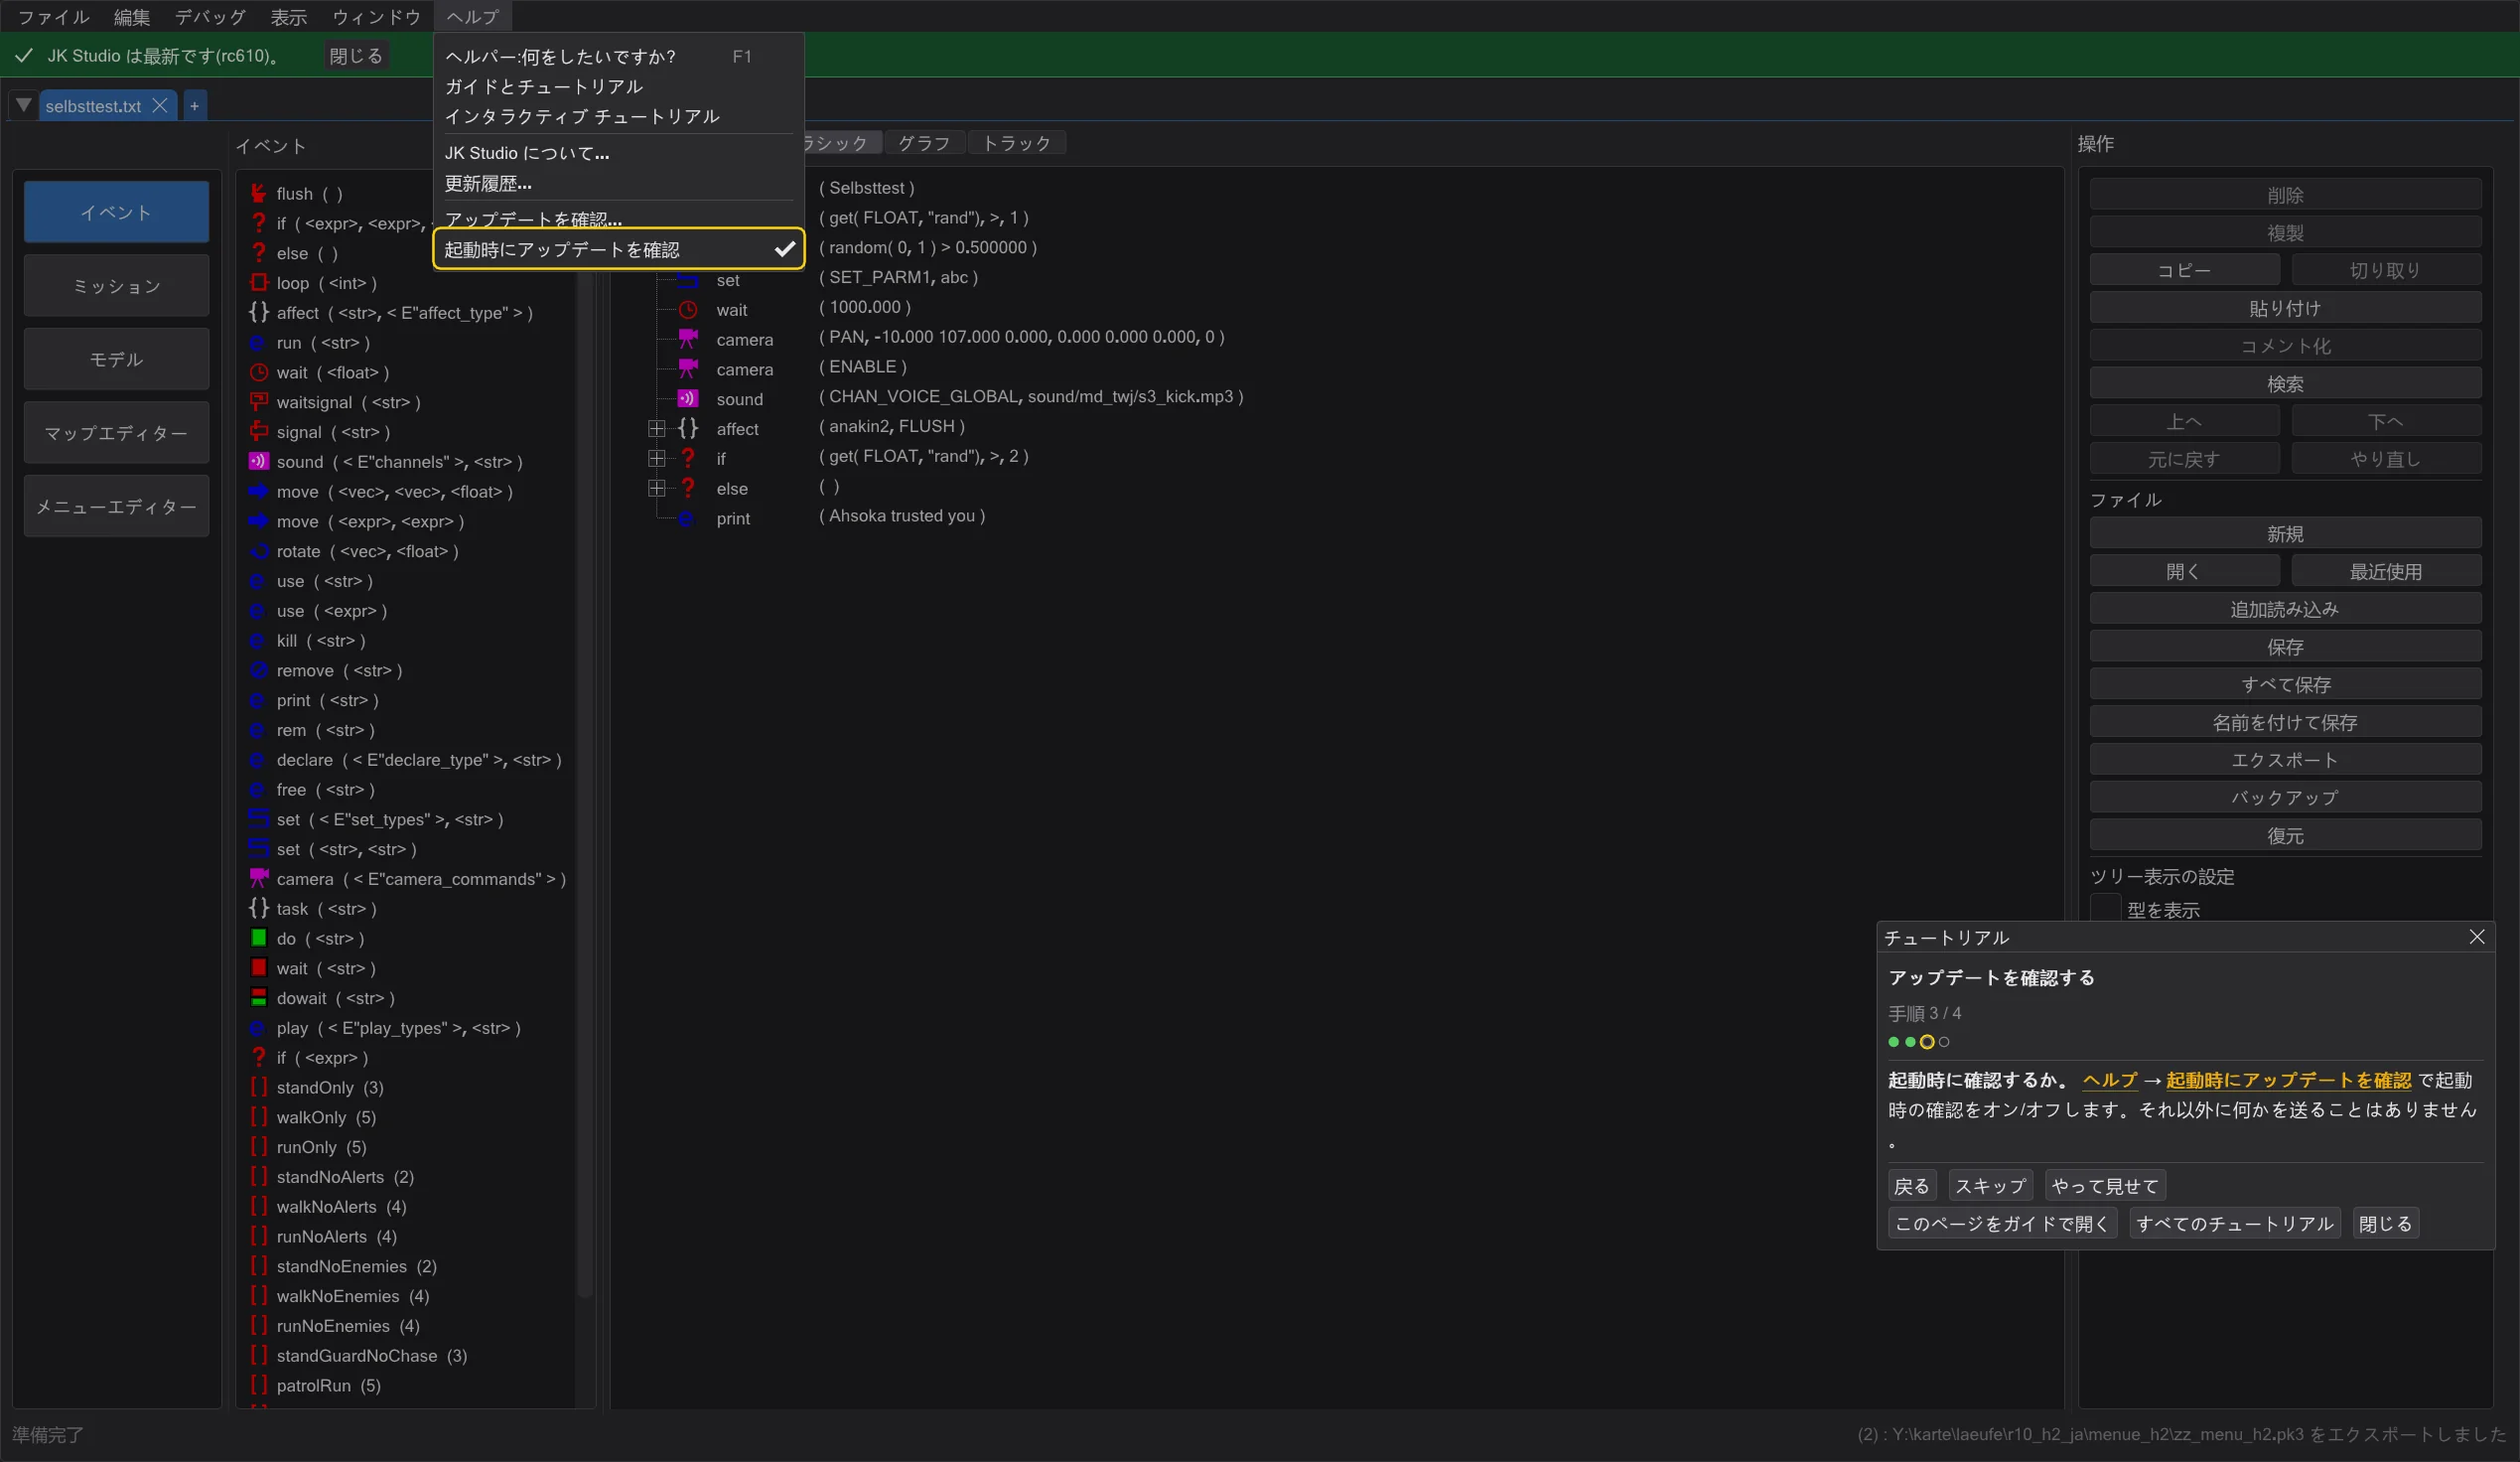 ファイル 編集 デバッグ 表示 ウィンドウ ヘルプ
JK Studio は最新です(rc610)。 閉じる
ヘルパー:何をしたいですか? F1
ガイドとチュートリアル
インタラクティブ チュートリアル
JK Studio について...
更新履歴...
アップデートを確認...
起動時にアップデートを確認
selbsttest.txt
+
イベント
ミッション
モデル
マップエディター
メニューエディター
イベント
flush ( )
if ( <expr>, <expr>,
else ( )
loop ( <int> )
affect ( <str>, < E"affect_type" > )
run ( <str> )
wait ( <float> )
waitsignal ( <str> )
signal ( <str> )
sound ( < E"channels" >, <str> )
move ( <vec>, <vec>, <float> )
move ( <expr>, <expr> )
rotate ( <vec>, <float> )
use ( <str> )
use ( <expr> )
kill ( <str> )
remove ( <str> )
print ( <str> )
rem ( <str> )
declare ( < E"declare_type" >, <str> )
free ( <str> )
set ( < E"set_types" >, <str> )
set ( <str>, <str> )
camera ( < E"camera_commands" > )
task ( <str> )
do ( <str> )
wait ( <str> )
dowait ( <str> )
play ( < E"play_types" >, <str> )
if ( <expr> )
standOnly (3)
walkOnly (5)
runOnly (5)
standNoAlerts (2)
walkNoAlerts (4)
runNoAlerts (4)
standNoEnemies (2)
walkNoEnemies (4)
runNoEnemies (4)
standGuardNoChase (3)
patrolRun (5)
ラシック グラフ トラック
( Selbsttest )
( get( FLOAT, "rand"), >, 1 )
( random( 0, 1 ) > 0.500000 )
set ( SET_PARM1, abc )
wait ( 1000.000 )
camera ( PAN, -10.000 107.000 0.000, 0.000 0.000 0.000, 0 )
camera ( ENABLE )
sound ( CHAN_VOICE_GLOBAL, sound/md_twj/s3_kick.mp3 )
affect ( anakin2, FLUSH )
if ( get( FLOAT, "rand"), >, 2 )
else ( )
print ( Ahsoka trusted you )
操作
削除
複製
コピー 切り取り
貼り付け
コメント化
検索
上へ 下へ
元に戻す やり直し
ファイル
新規
開く 最近使用
追加読み込み
保存
すべて保存
名前を付けて保存
エクスポート
バックアップ
復元
ツリー表示の設定
型を表示
チュートリアル
アップデートを確認する
手順 3 / 4
起動時に確認するか。 ヘルプ → 起動時にアップデートを確認 で起動
時の確認をオン/オフします。それ以外に何かを送ることはありません
。
戻る スキップ やって見せて
このページをガイドで開く すべてのチュートリアル 閉じる
準備完了
(2) : Y:\karte\laeufe\r10_h2_ja\menue_h2\zz_menu_h2.pk3 をエクスポートしました